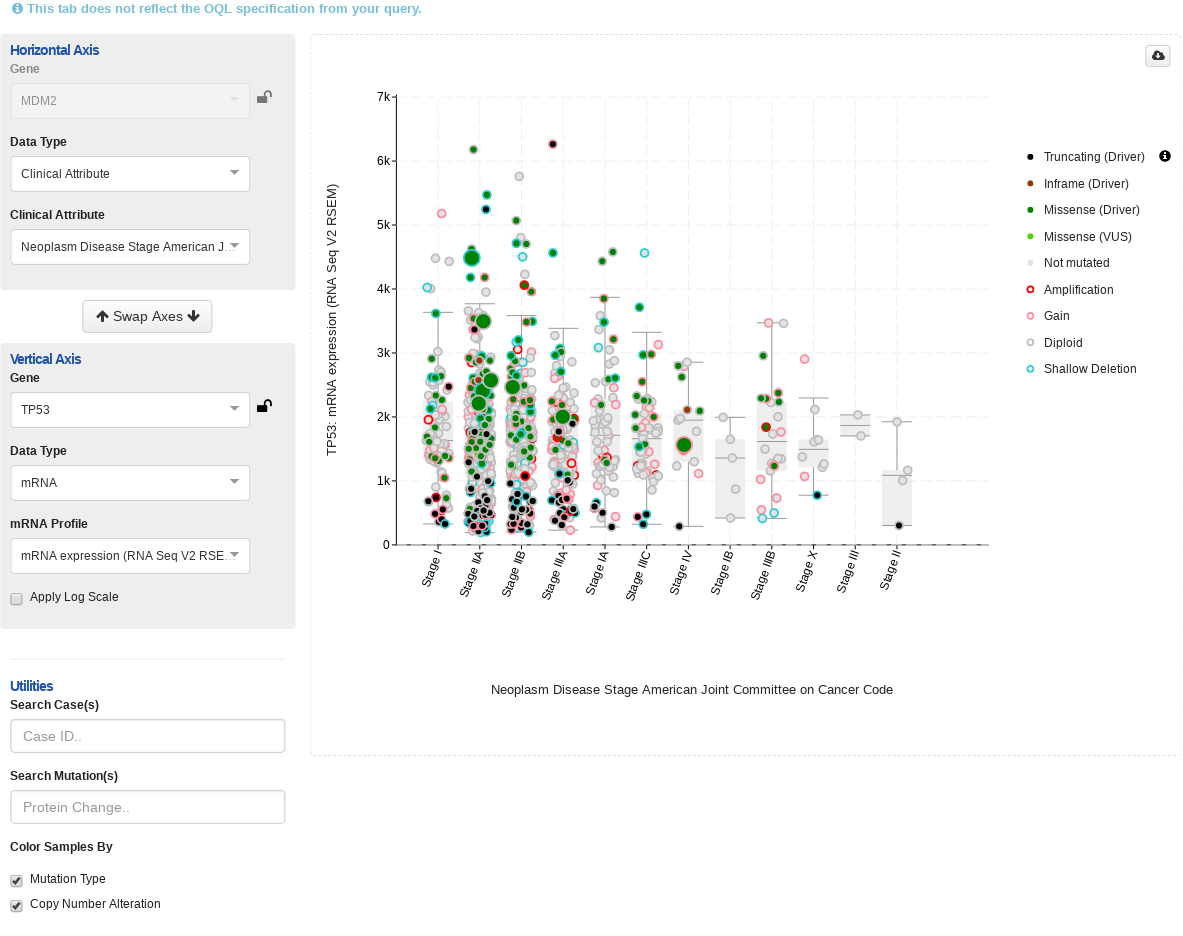 This tab does not reflect the OQL specification from your query.
Horizontal Axis
Gene
MDM2
Data Type
Clinical Attribute
Clinical Attribute
Neoplasm Disease Stage American J...
Swap Axes
Vertical Axis
Gene
TP53
Data Type
mRNA
mRNA Profile
mRNA expression (RNA Seq V2 RSE...
Apply Log Scale
Utilities
Search Case(s)
Case ID..
Search Mutation(s)
Protein Change..
Color Samples By
Mutation Type
Copy Number Alteration
TP53: mRNA expression (RNA Seq V2 RSEM)
7k
6k
5k
4k
3k
2k
1k
0
Stage I
Stage IIA
Stage IIB
Stage IIIA
Stage IA
Stage IIIC
Stage IV
Stage IB
Stage IIIB
Stage X
Stage III
Stage II
Neoplasm Disease Stage American Joint Committee on Cancer Code
Truncating (Driver)
Inframe (Driver)
Missense (Driver)
Missense (VUS)
Not mutated
Amplification
Gain
Diploid
Shallow Deletion